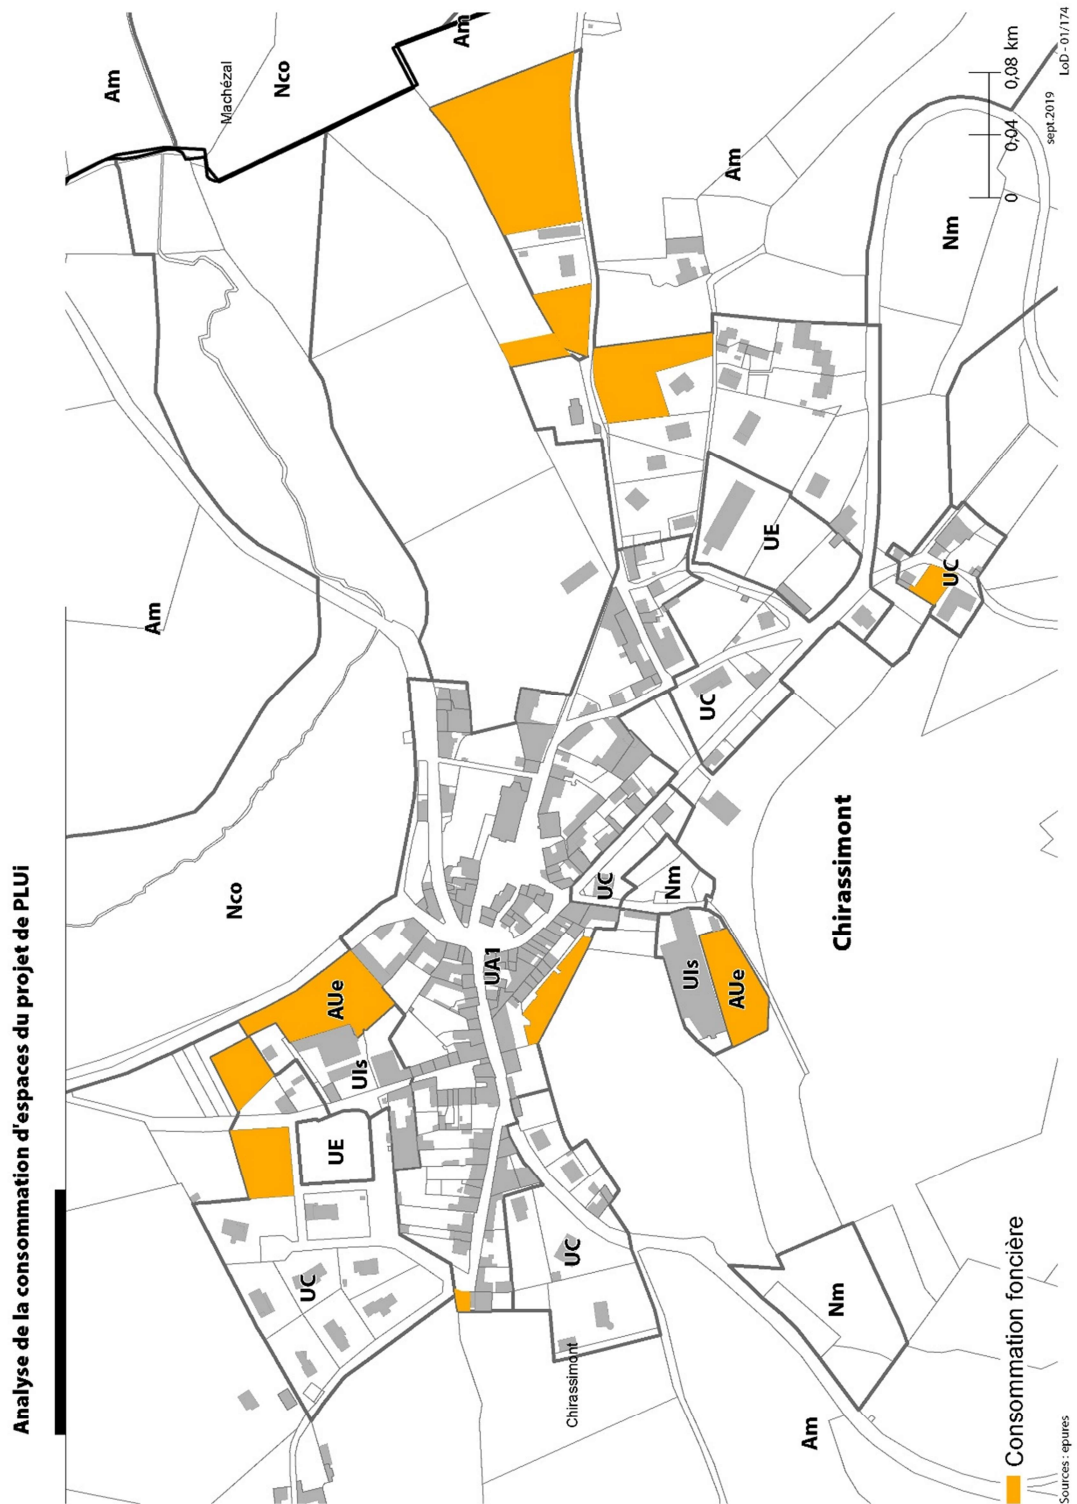 Analyse de la consommation d'espaces du projet de PLUi
Am
Am
Machézal
Nco
Am
Nco
AUe
UIs
UE
UC
UA1
UC
Chirassimont
UC
Nm
UIs
AUe
UC
UE
Am
Nm
UC
Chirassimont
Nm
Am
Consommation foncière
Sources : epures
0 0,04 0,08 km
sept.2019
LoD - 01/174